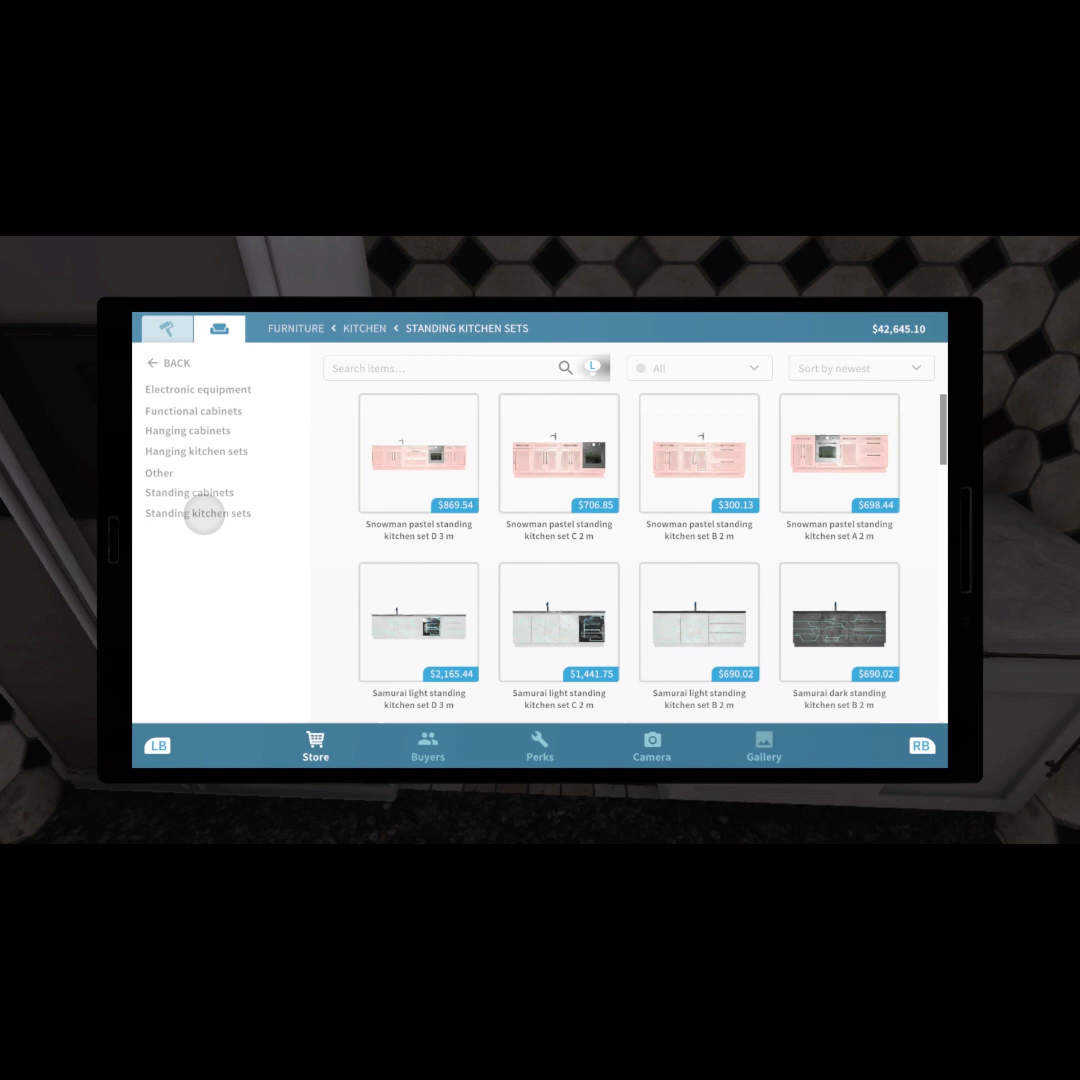 FURNITURE < KITCHEN < STANDING KITCHEN SETS
$42,645.10
← BACK
Electronic equipment
Functional cabinets
Hanging cabinets
Hanging kitchen sets
Other
Standing cabinets
Standing kitchen sets
Search items...
L
All
Sort by newest
$869.54
Snowman pastel standing
kitchen set D 3 m
$706.85
Snowman pastel standing
kitchen set C 2 m
$300.13
Snowman pastel standing
kitchen set B 2 m
$698.44
Snowman pastel standing
kitchen set A 2 m
$2,165.44
Samurai light standing
kitchen set D 3 m
$1,441.75
Samurai light standing
kitchen set C 2 m
$690.02
Samurai light standing
kitchen set B 2 m
$690.02
Samurai dark standing
kitchen set B 2 m
LB
Store
Buyers
Perks
Camera
Gallery
RB